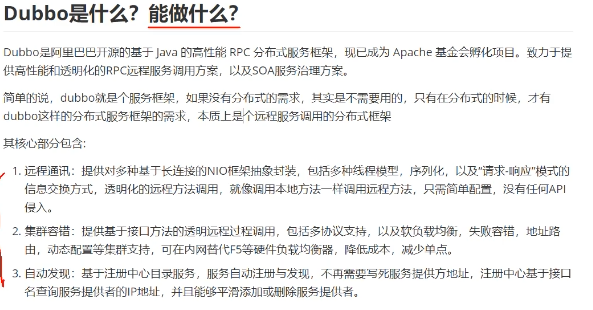 Dubbo是什么？能做什么？
Dubbo是阿里巴巴开源的基于 Java 的高性能 RPC 分布式服务框架，现已成为 Apache 基金会孵化项目。致力于提
供高性能和透明化的RPC远程服务调用方案，以及SOA服务治理方案。
简单的说，dubbo就是个服务框架，如果没有分布式的需求，其实是不需要用的，只有在分布式的时候，才有
dubbo这样的分布式服务框架的需求，本质上是个远程服务调用的分布式框架
其核心部分包含：
1. 远程通讯：提供对多种基于长连接的NIO框架抽象封装，包括多种线程模型，序列化，以及“请求-响应”模式的
信息交换方式，透明化的远程方法调用，就像调用本地方法一样调用远程方法，只需简单配置，没有任何API
侵入。
2. 集群容错：提供基于接口方法的透明远程过程调用，包括多协议支持，以及软负载均衡，失败容错，地址路
由，动态配置等集群支持，可在内网替代F5等硬件负载均衡器，降低成本，减少单点。
3. 自动发现：基于注册中心目录服务，服务自动注册与发现，不再需要写死服务提供方地址，注册中心基于接口
名查询服务提供者的IP地址，并且能够平滑添加或删除服务提供者。